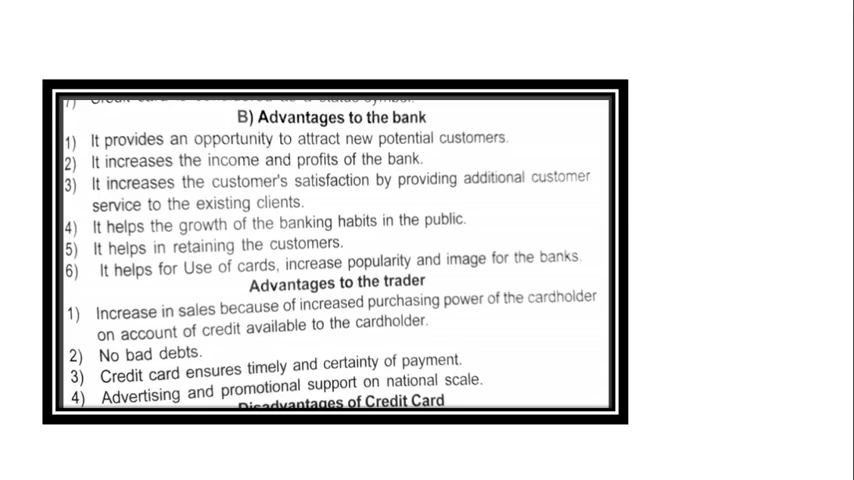 B) Advantages to the bank
1) It provides an opportunity to attract new potential customers.
2) It increases the income and profits of the bank.
3) It increases the customer's satisfaction by providing additional customer
service to the existing clients.
4) It helps the growth of the banking habits in the public.
5) It helps in retaining the customers.
6) It helps for Use of cards, increase popularity and image for the banks.
Advantages to the trader
1) Increase in sales because of increased purchasing power of the cardholder
on account of credit available to the cardholder.
2) No bad debts.
3) Credit card ensures timely and certainty of payment.
4) Advertising and promotional support on national scale.
Disadvantages of Credit Card